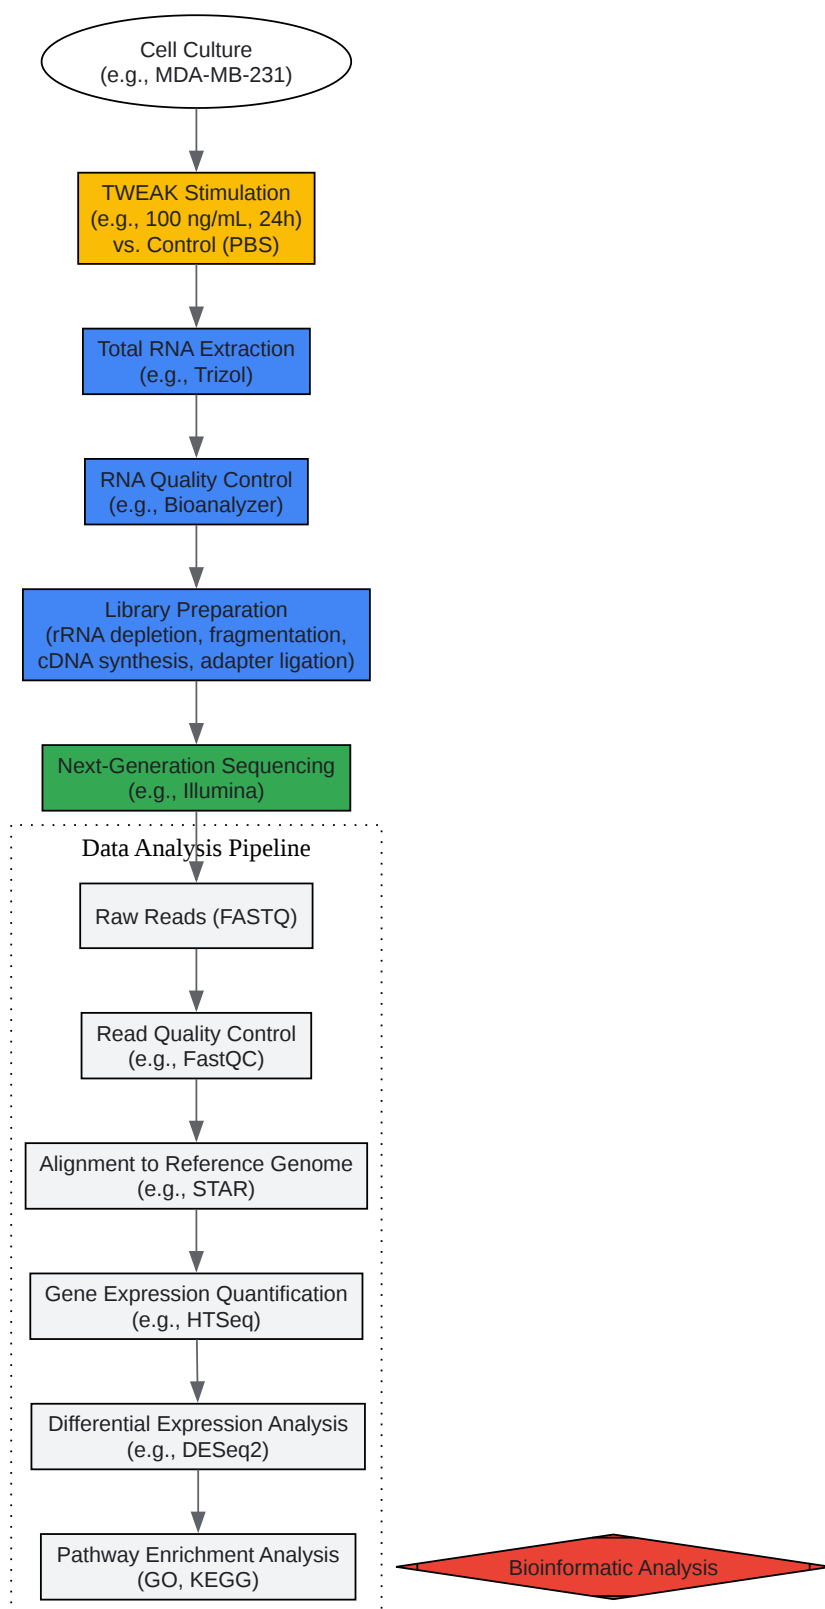 Cell Culture
(e.g., MDA-MB-231)
TWEAK Stimulation
(e.g., 100 ng/mL, 24h)
vs. Control (PBS)
Total RNA Extraction
(e.g., Trizol)
RNA Quality Control
(e.g., Bioanalyzer)
Library Preparation
(rRNA depletion, fragmentation,
cDNA synthesis, adapter ligation)
Next-Generation Sequencing
(e.g., Illumina)
Data Analysis Pipeline
Raw Reads (FASTQ)
Read Quality Control
(e.g., FastQC)
Alignment to Reference Genome
(e.g., STAR)
Gene Expression Quantification
(e.g., HTSeq)
Differential Expression Analysis
(e.g., DESeq2)
Pathway Enrichment Analysis
(GO, KEGG)
Bioinformatic Analysis